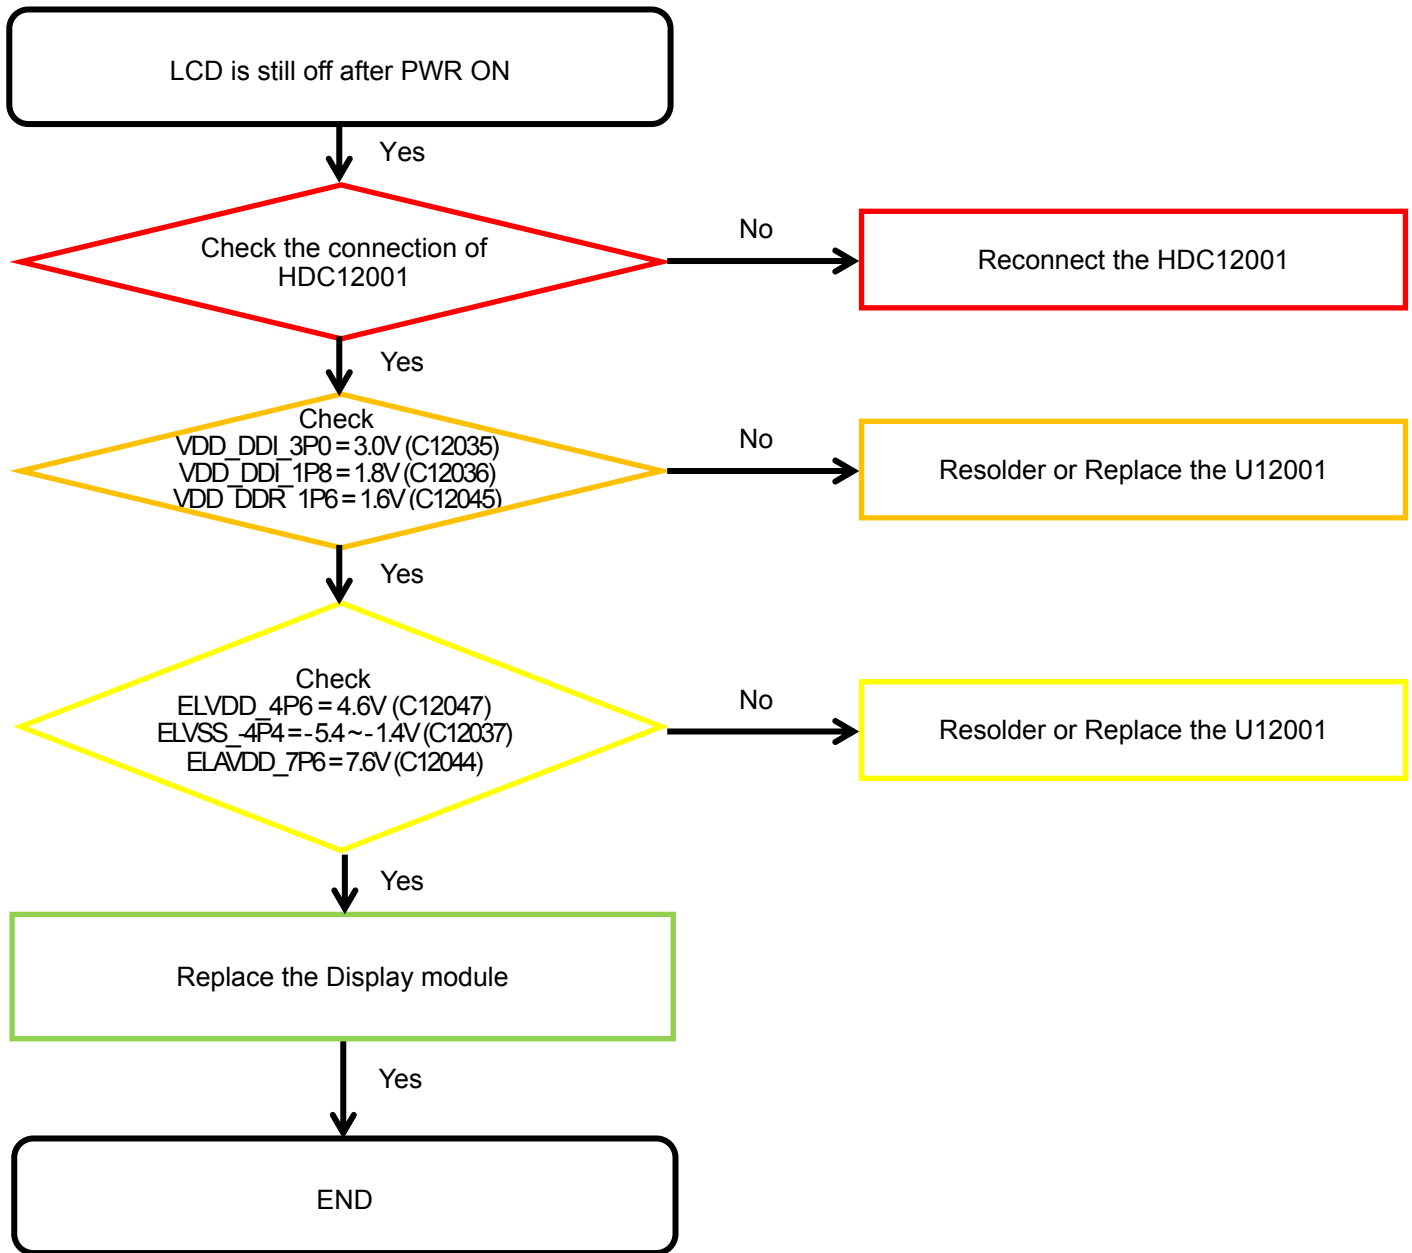 LCD is still off after PWR ON
Yes
Check the connection of
HDC12001
No
Reconnect the HDC12001
Yes
Check
VDD_DDI_3P0 = 3.0V (C12035)
VDD_DDI_1P8 = 1.8V (C12036)
VDD_DDR_1P6 = 1.6V (C12045)
No
Resolder or Replace the U12001
Yes
Check
ELVDD_4P6 = 4.6V (C12047)
ELVSS_-4P4 = - 5.4 ~ - 1.4V (C12037)
ELAVDD_7P6 = 7.6V (C12044)
No
Resolder or Replace the U12001
Yes
Replace the Display module
Yes
END